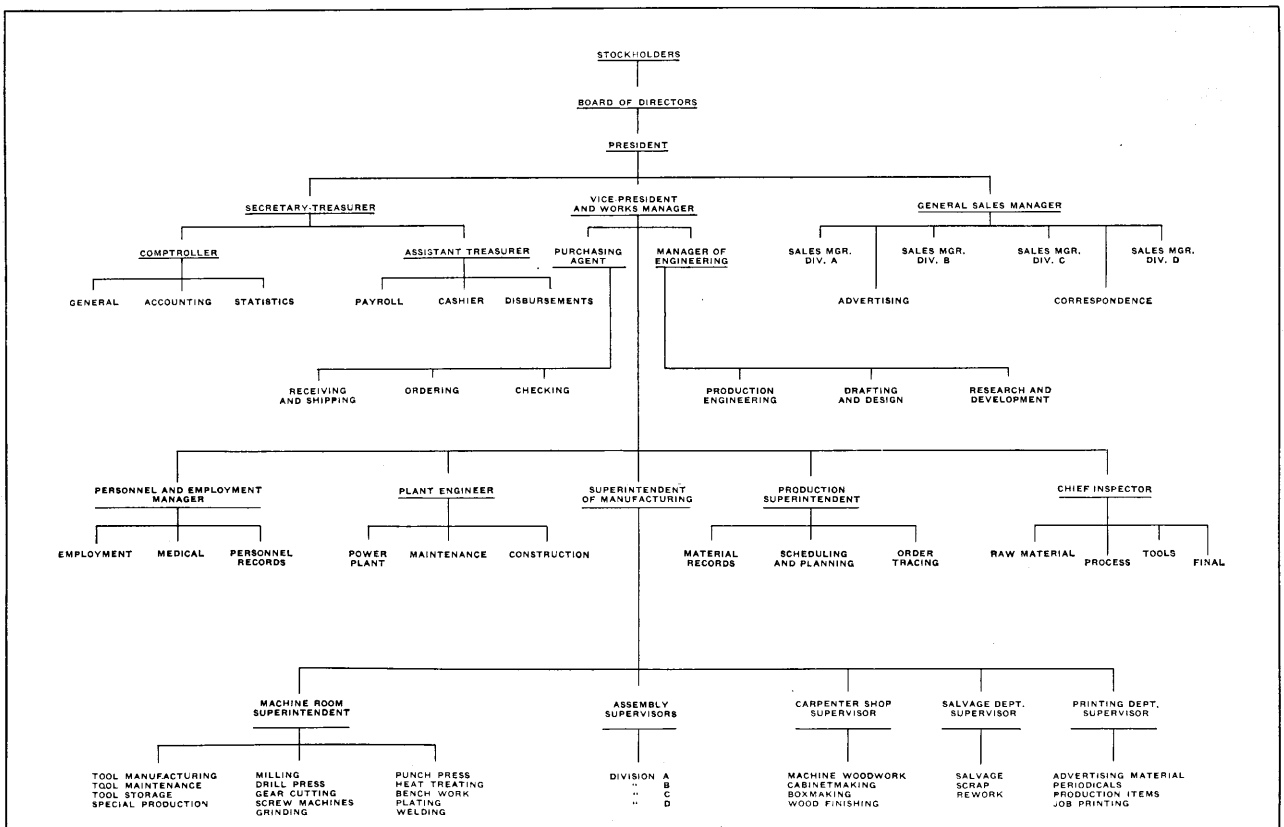 STOCKHOLDERS
BOARD OF DIRECTORS
PRESIDENT
SECRETARY-TREASURER
VICE-PRESIDENT
AND WORKS MANAGER
GENERAL SALES MANAGER
COMPTROLLER
ASSISTANT TREASURER
PURCHASING
AGENT
MANAGER OF
ENGINEERING
SALES MGR.
DIV. A
SALES MGR.
DIV. B
SALES MGR.
DIV. C
SALES MGR.
DIV. D
GENERAL
ACCOUNTING
STATISTICS
PAYROLL
CASHIER
DISBURSEMENTS
ADVERTISING
CORRESPONDENCE
RECEIVING
AND SHIPPING
ORDERING
CHECKING
PRODUCTION
ENGINEERING
DRAFTING
AND DESIGN
RESEARCH AND
DEVELOPMENT
PERSONNEL AND EMPLOYMENT
MANAGER
PLANT ENGINEER
SUPERINTENDENT
OF MANUFACTURING
PRODUCTION
SUPERINTENDENT
CHIEF INSPECTOR
EMPLOYMENT
MEDICAL
PERSONNEL
RECORDS
POWER
PLANT
MAINTENANCE
CONSTRUCTION
MATERIAL
RECORDS
SCHEDULING
AND PLANNING
ORDER
TRACING
RAW MATERIAL
PROCESS
TOOLS
FINAL
MACHINE ROOM
SUPERINTENDENT
ASSEMBLY
SUPERVISORS
CARPENTER SHOP
SUPERVISOR
SALVAGE DEPT.
SUPERVISOR
PRINTING DEPT.
SUPERVISOR
TOOL MANUFACTURING
TOOL MAINTENANCE
TOOL STORAGE
SPECIAL PRODUCTION
MILLING
DRILL PRESS
GEAR CUTTING
SCREW MACHINES
GRINDING
PUNCH PRESS
HEAT TREATING
BENCH WORK
PLATING
WELDING
DIVISION A
" B
" C
" D
MACHINE WOODWORK
CABINETMAKING
BOXMAKING
WOOD FINISHING
SALVAGE
SCRAP
REWORK
ADVERTISING MATERIAL
PERIODICALS
PRODUCTION ITEMS
JOB PRINTING